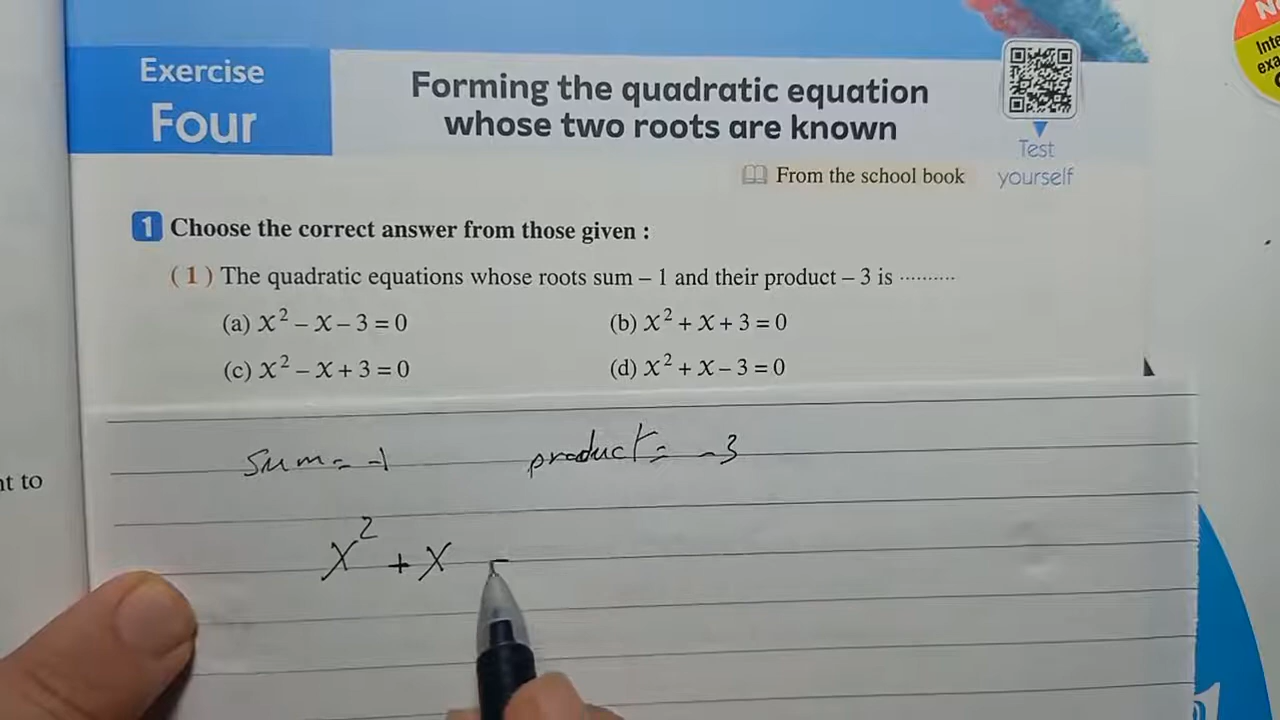 Exercise
Four
Forming the quadratic equation
whose two roots are known
Test
yourself
From the school book
1 Choose the correct answer from those given :
(1) The quadratic equations whose roots sum – 1 and their product – 3 is ··········
(a) x² – x – 3 = 0
(b) x² + x + 3 = 0
(c) x² – x + 3 = 0
(d) x² + x – 3 = 0
sum = -1 product = -3
x² + x -
nt to